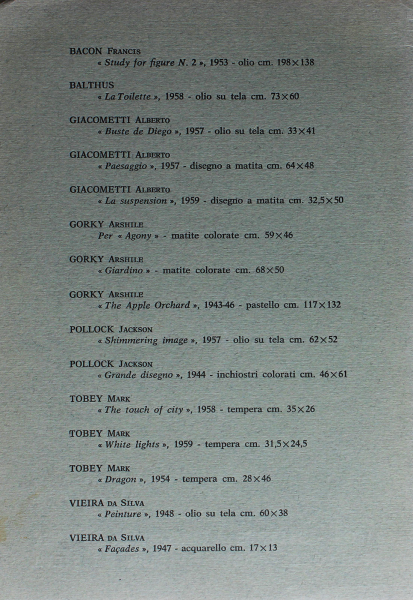 BACON Francis
« Study for figure N. 2 », 1953 - olio cm. 198×138
BALTHUS
« La Toilette », 1958 - olio su tela cm. 73×60
GIACOMETTI Alberto
« Buste de Diego », 1957 - olio su tela cm. 33×41
GIACOMETTI Alberto
« Paesaggio », 1957 - disegno a matita cm. 64×48
GIACOMETTI Alberto
« La suspension », 1959 - disegno a matita cm. 32,5×50
GORKY Arshile
Per « Agony » - matite colorate cm. 59×46
GORKY Arshile
« Giardino » - matite colorate cm. 68×50
GORKY Arshile
« The Apple Orchard », 1943-46 - pastello cm. 117×132
POLLOCK Jackson
« Shimmering image », 1957 - olio su tela cm. 62×52
POLLOCK Jackson
« Grande disegno », 1944 - inchiostri colorati cm. 46×61
TOBEY Mark
« The touch of city », 1958 - tempera cm. 35×26
TOBEY Mark
« White lights », 1959 - tempera cm. 31,5×24,5
TOBEY Mark
« Dragon », 1954 - tempera cm. 28×46
VIEIRA da Silva
« Peinture », 1948 - olio su tela cm. 60×38
VIEIRA da Silva
« Façades », 1947 - acquarello cm. 17×13